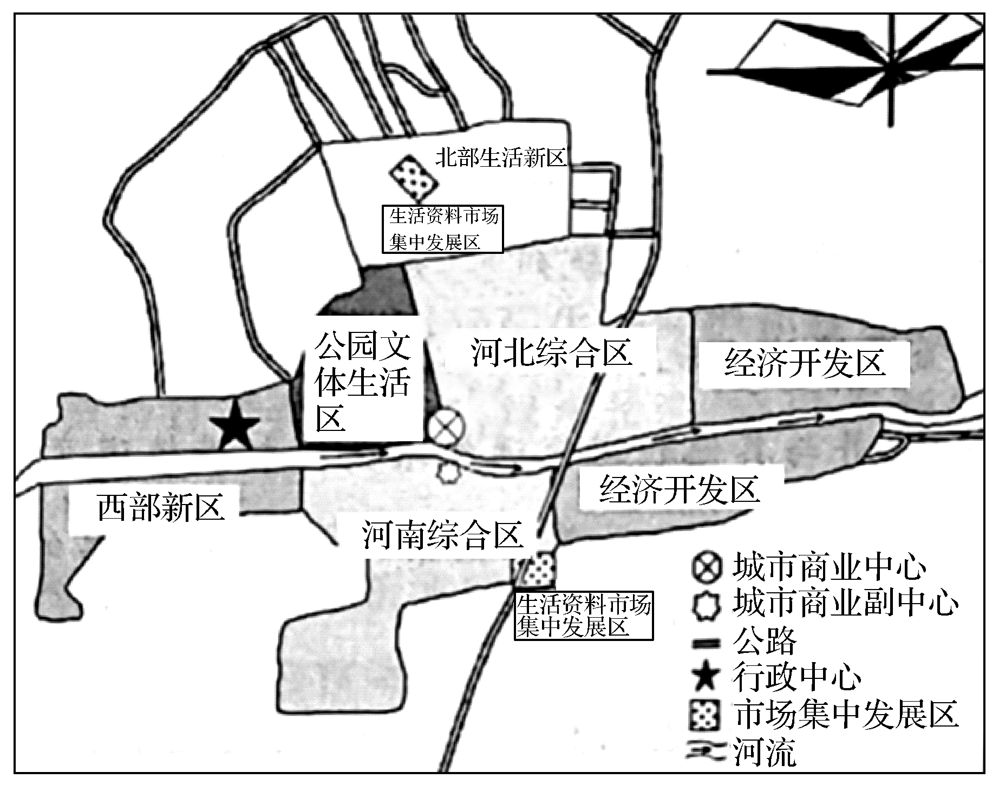 北部生活新区
生活资料市场
集中发展区
公园文
体生活
区
河北综合区
经济开发区
西部新区
河南综合区
经济开发区
生活资料市场
集中发展区
城市商业中心
城市商业副中心
公路
行政中心
市场集中发展区
河流